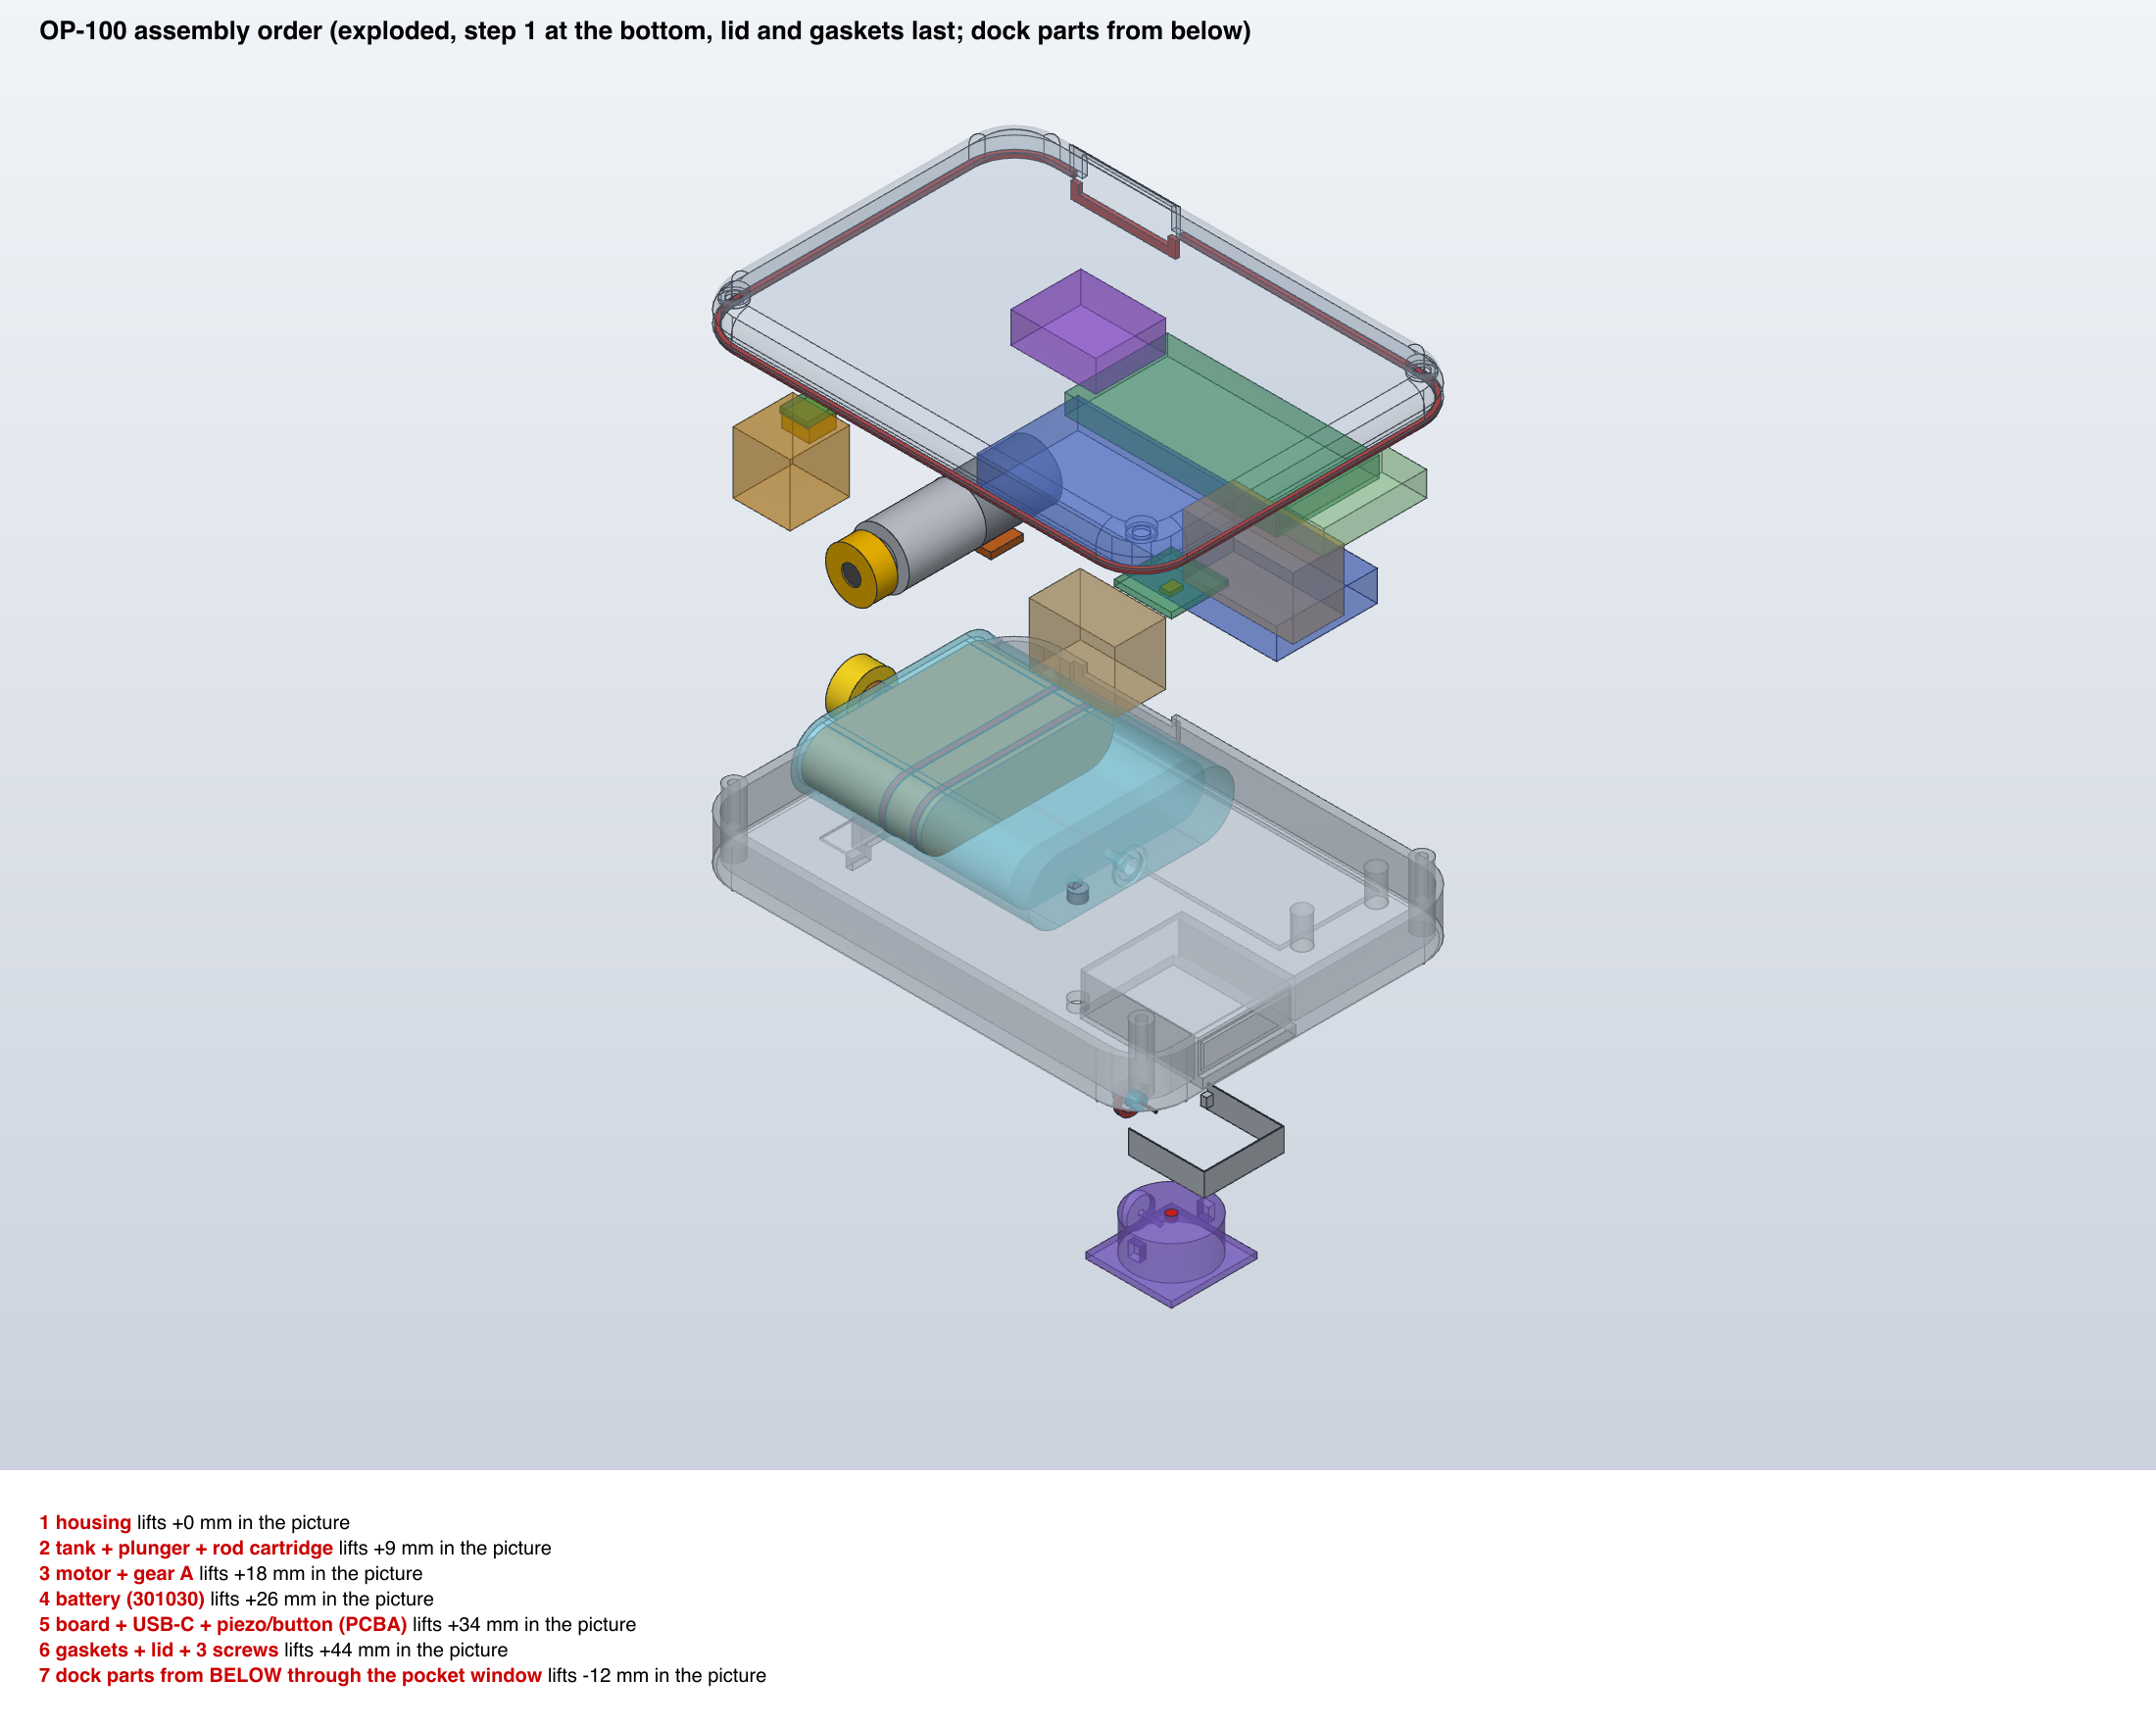 OP-100 assembly order (exploded, step 1 at the bottom, lid and gaskets last; dock parts from below)
1 housing lifts +0 mm in the picture
2 tank + plunger + rod cartridge lifts +9 mm in the picture
3 motor + gear A lifts +18 mm in the picture
4 battery (301030) lifts +26 mm in the picture
5 board + USB-C + piezo/button (PCBA) lifts +34 mm in the picture
6 gaskets + lid + 3 screws lifts +44 mm in the picture
7 dock parts from BELOW through the pocket window lifts -12 mm in the picture